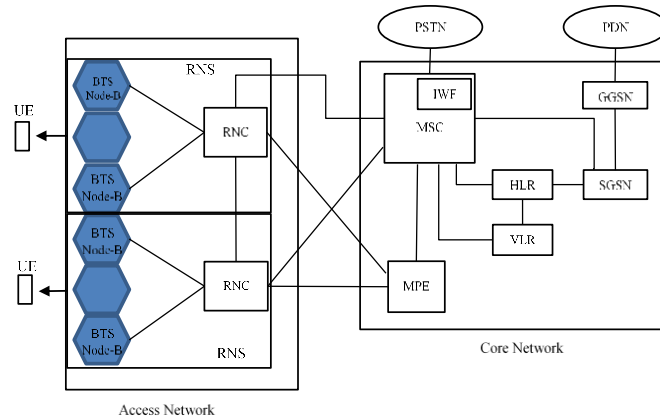 PSTN
PDN
RNS
BTS
Node-B
UE
RNC
IWF
MSC
GGSN
BTS
Node-B
HLR
SGSN
BTS
Node-B
VLR
UE
RNC
MPE
BTS
Node-B
RNS
Core Network
Access Network